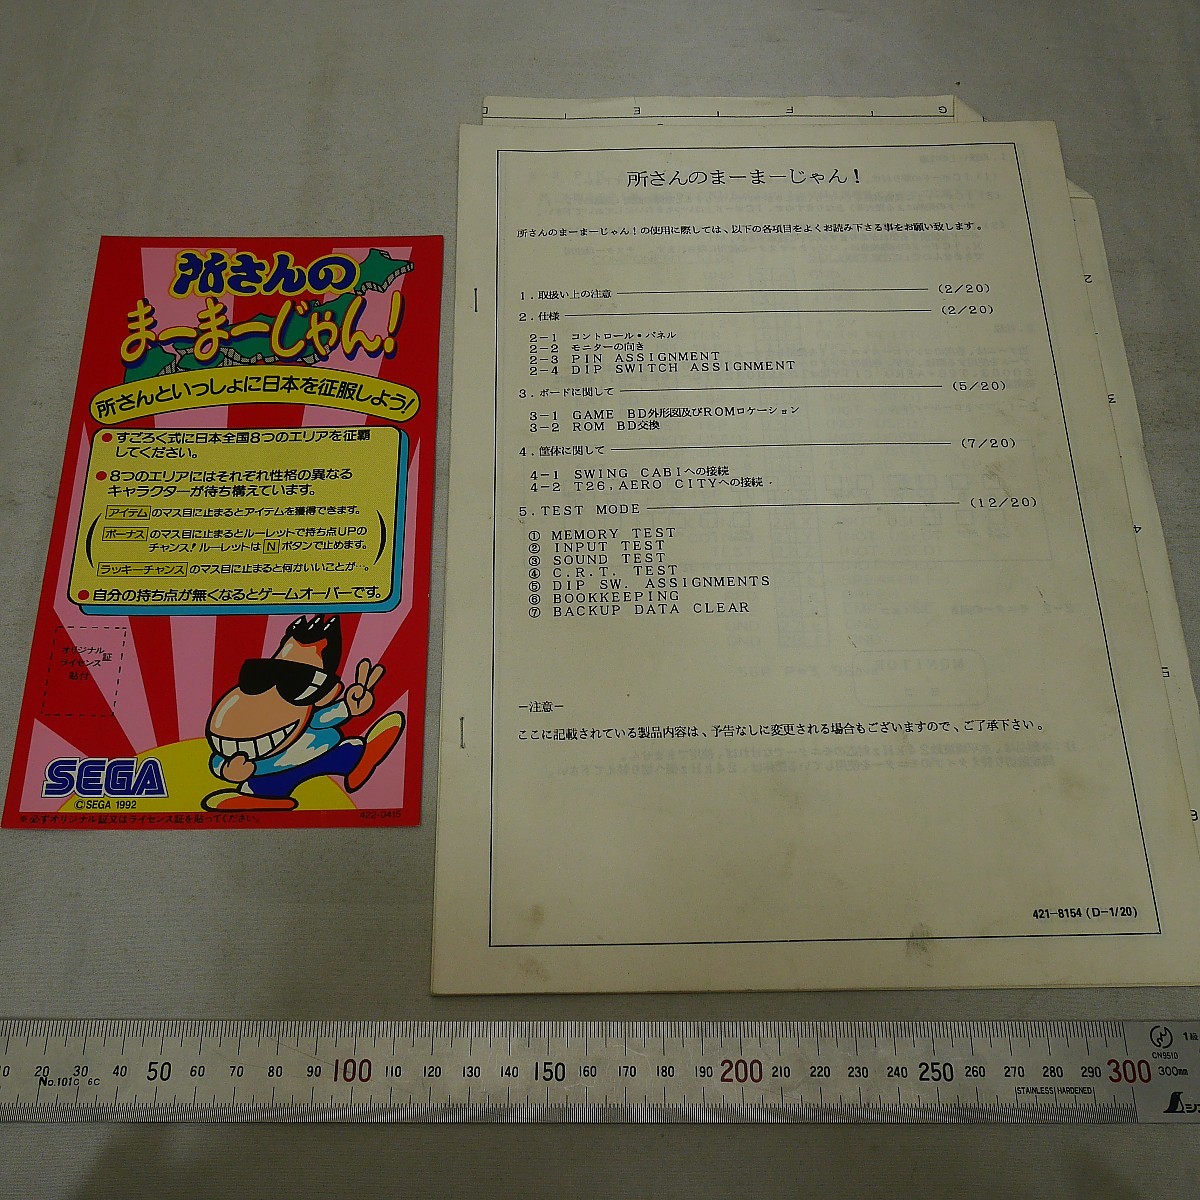 所さんの
まーまーじゃん!
所さんといっしょに日本を征服しよう!
●すごろく式に日本全国8つのエリアを征覇
してください。
●8つのエリアにはそれぞれ性格の異なる
キャラクターが待ち構えています。
アイテム のマス目に止まるとアイテムを獲得できます。
ボーナス のマス目に止まるとルーレットで持ち点UPの
チャンス!ルーレットは N ボタンで止めます。
ラッキーチャンス のマス目に止まると何かいいことが…。
●自分の持ち点が無くなるとゲームオーバーです。
オリジナル
ライセンス証
貼付
SEGA
©SEGA 1992
※必ずオリジナル証又はライセンス証を貼ってください。
422-0415
D E F G
所さんのまーまーじゃん!
所さんのまーまーじゃん!の使用に際しては、以下の各項目をよくお読み下さる事をお願い致します。
1.取扱い上の注意 (2/20)
2.仕様 (2/20)
2-1 コントロール・パネル
2-2 モニターの向き
2-3 PIN ASSIGNMENT
2-4 DIP SWITCH ASSIGNMENT
3.ボードに関して (5/20)
3-1 GAME BD外形図及びROMロケーション
3-2 ROM BD交換
4.筐体に関して (7/20)
4-1 SWING CABIへの接続
4-2 T26,AERO CITYへの接続
5.TEST MODE (12/20)
① MEMORY TEST
② INPUT TEST
③ SOUND TEST
④ C.R.T. TEST
⑤ DIP SW. ASSIGNMENTS
⑥ BOOKKEEPING
⑦ BACKUP DATA CLEAR
-注意-
ここに記載されている製品内容は、予告なしに変更される場合もございますので、ご了承下さい。
421-8154(D-1/20)
10 20 30 40 50 60 70 80 90 100 110 120 130 140 150 160 170 180 190 200 210 220 230 240 250 260 270 280 290 300
No.101C 6C
STAINLESS HARDENED
1級
CN9510
300mm